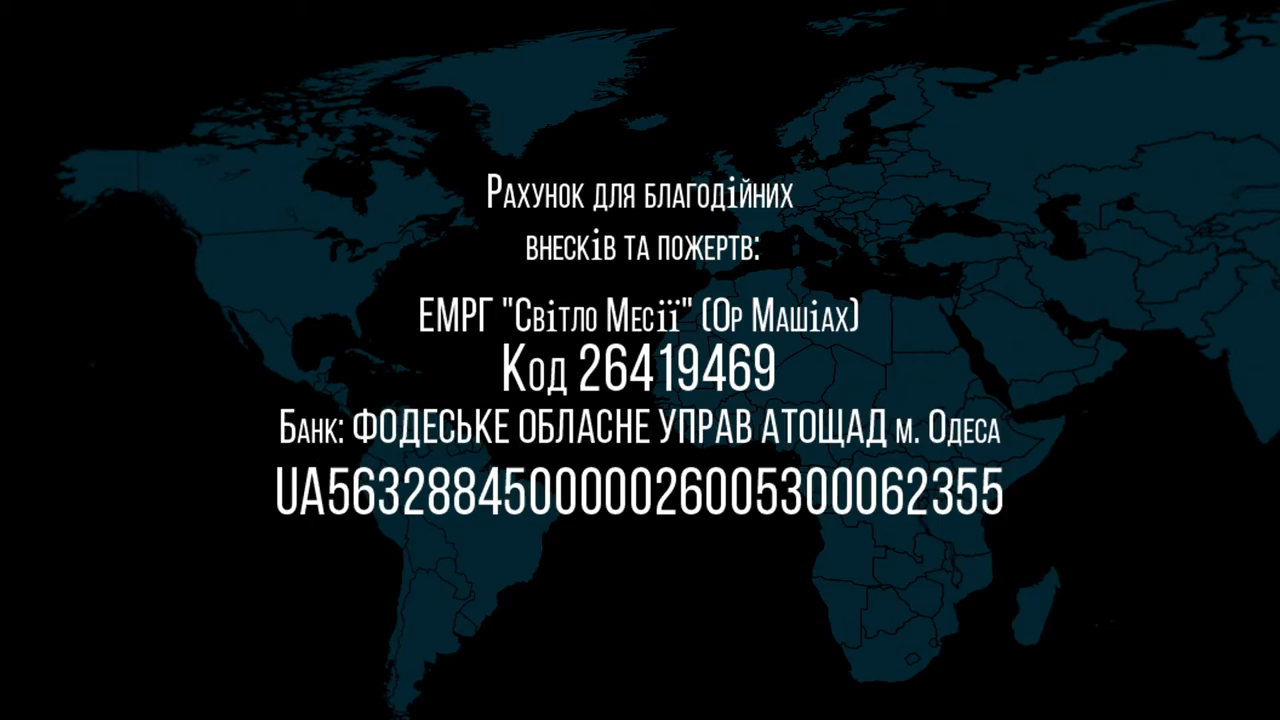 Рахунок для благодійних
внесків та пожертв:
ЕМРГ "Світло Месії" (Ор Машіах)
Код 26419469
Банк: ФОДЕСЬКЕ ОБЛАСНЕ УПРАВ АТОЩАД м. Одеса
UA563288450000026005300062355